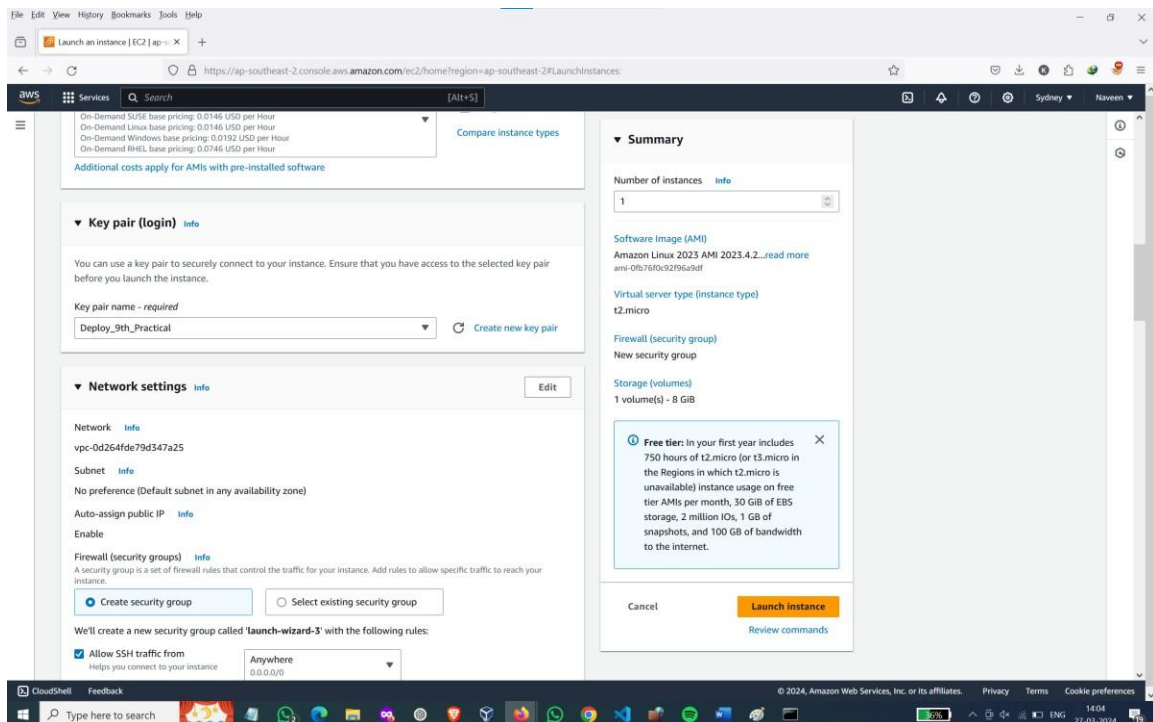 File Edit View History Bookmarks Tools Help
Launch an instance | EC2 | ap-s
https://ap-southeast-2.console.aws.amazon.com/ec2/home?region=ap-southeast-2#LaunchInstances:
aws Services Search [Alt+S] Sydney Naveen
On-Demand SUSE base pricing: 0.0146 USD per Hour
On-Demand Linux base pricing: 0.0146 USD per Hour
On-Demand Windows base pricing: 0.0192 USD per Hour
On-Demand RHEL base pricing: 0.0746 USD per Hour
Compare instance types
Additional costs apply for AMIs with pre-installed software
Key pair (login) Info
You can use a key pair to securely connect to your instance. Ensure that you have access to the selected key pair
before you launch the instance.
Key pair name - required
Deploy_9th_Practical
Create new key pair
Network settings Info
Edit
Network Info
vpc-0d264fde79d347a25
Subnet Info
No preference (Default subnet in any availability zone)
Auto-assign public IP Info
Enable
Firewall (security groups) Info
A security group is a set of firewall rules that control the traffic for your instance. Add rules to allow specific traffic to reach your
instance.
Create security group
Select existing security group
We'll create a new security group called 'launch-wizard-3' with the following rules:
Allow SSH traffic from
Helps you connect to your instance
Anywhere
0.0.0.0/0
Summary
Number of instances Info
1
Software Image (AMI)
Amazon Linux 2023 AMI 2023.4.2...read more
ami-0fb76f0c92f96a9df
Virtual server type (instance type)
t2.micro
Firewall (security group)
New security group
Storage (volumes)
1 volume(s) - 8 GiB
Free tier: In your first year includes
750 hours of t2.micro (or t3.micro in
the Regions in which t2.micro is
unavailable) instance usage on free
tier AMIs per month, 30 GiB of EBS
storage, 2 million IOs, 1 GB of
snapshots, and 100 GB of bandwidth
to the internet.
Cancel
Launch instance
Review commands
CloudShell Feedback © 2024, Amazon Web Services, Inc. or its affiliates. Privacy Terms Cookie preferences
Type here to search
36%
ENG
14:04
27-03-2024